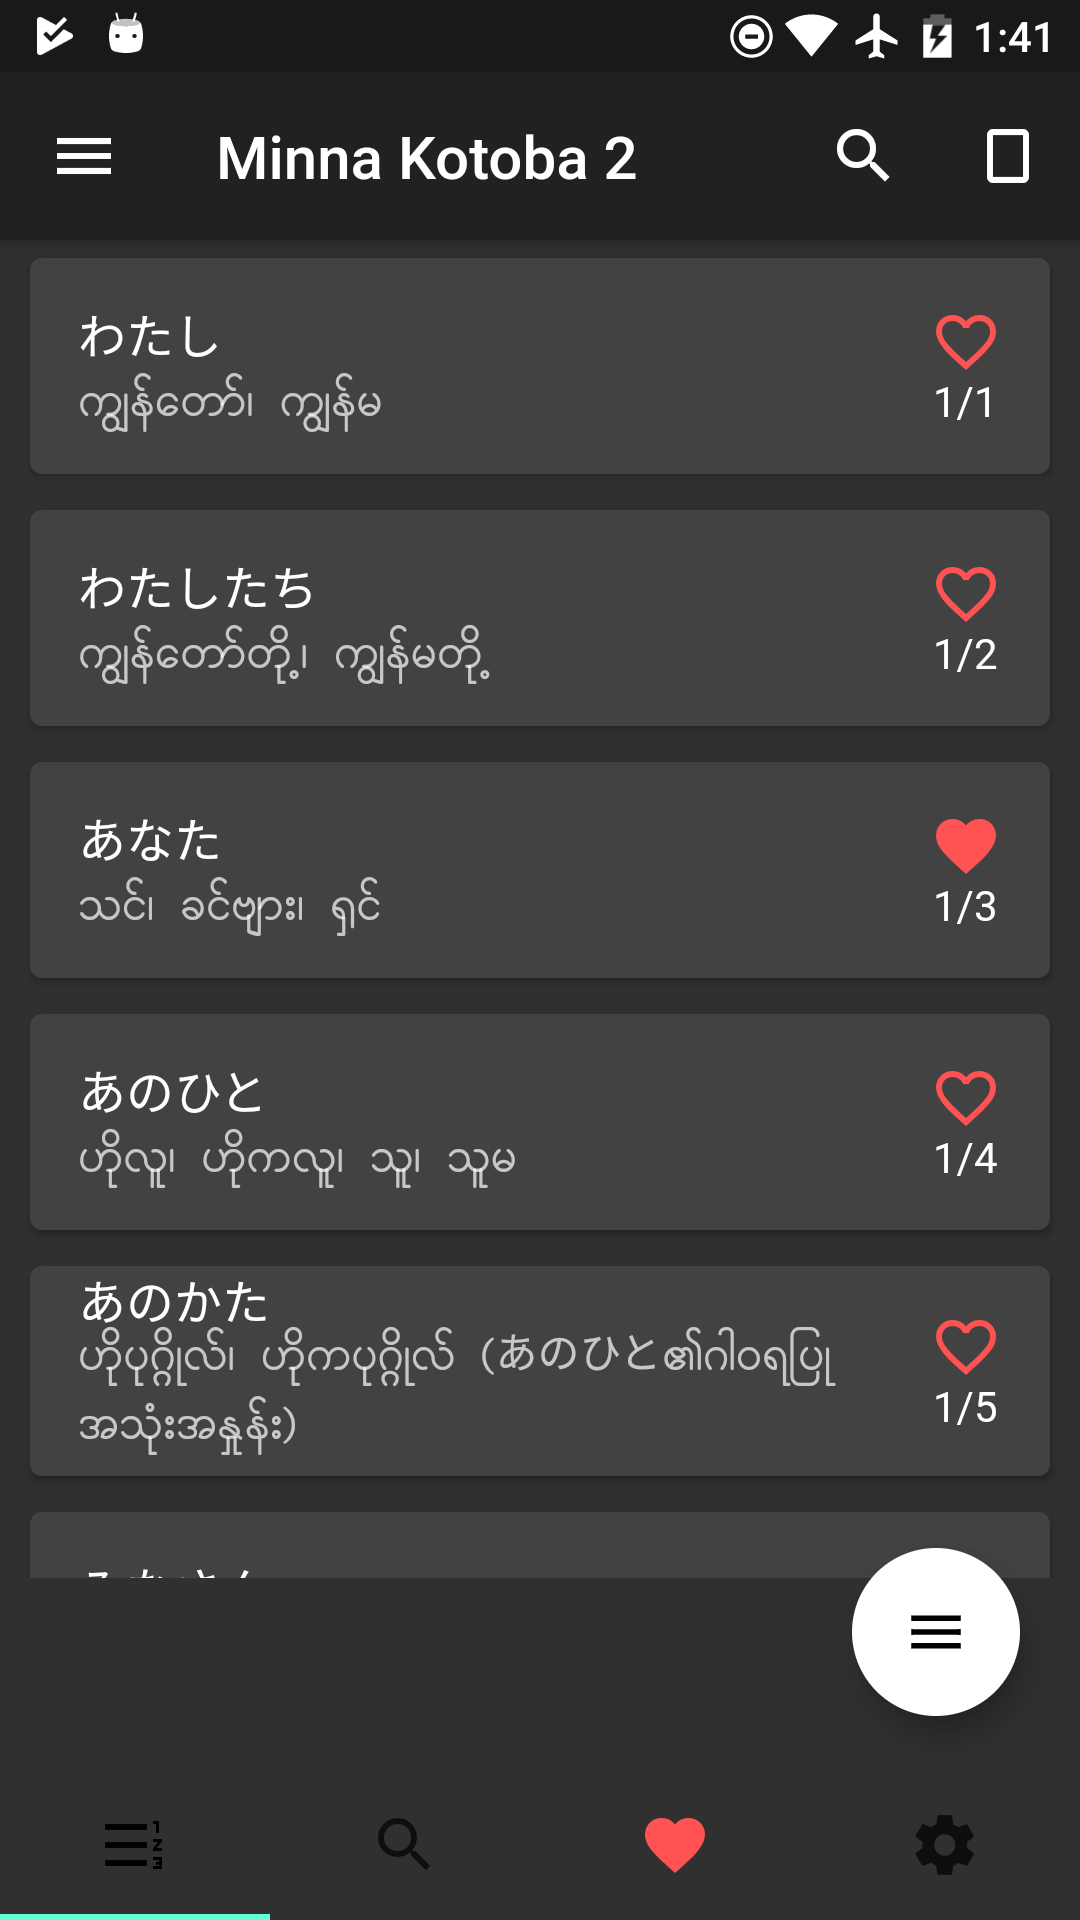 1:41
Minna Kotoba 2
わたし
ကျွန်တော်၊ ကျွန်မ
1/1
わたしたち
ကျွန်တော်တို့၊ ကျွန်မတို့
1/2
あなた
သင်၊ ခင်ဗျား၊ ရှင်
1/3
あのひと
ဟိုလူ၊ ဟိုကလူ၊ သူ၊ သူမ
1/4
あのかた
ဟိုပုဂ္ဂိုလ်၊ ဟိုကပုဂ္ဂိုလ် (あのひと၏ဂါဝရပြု
အသုံးအနှုန်း)
1/5